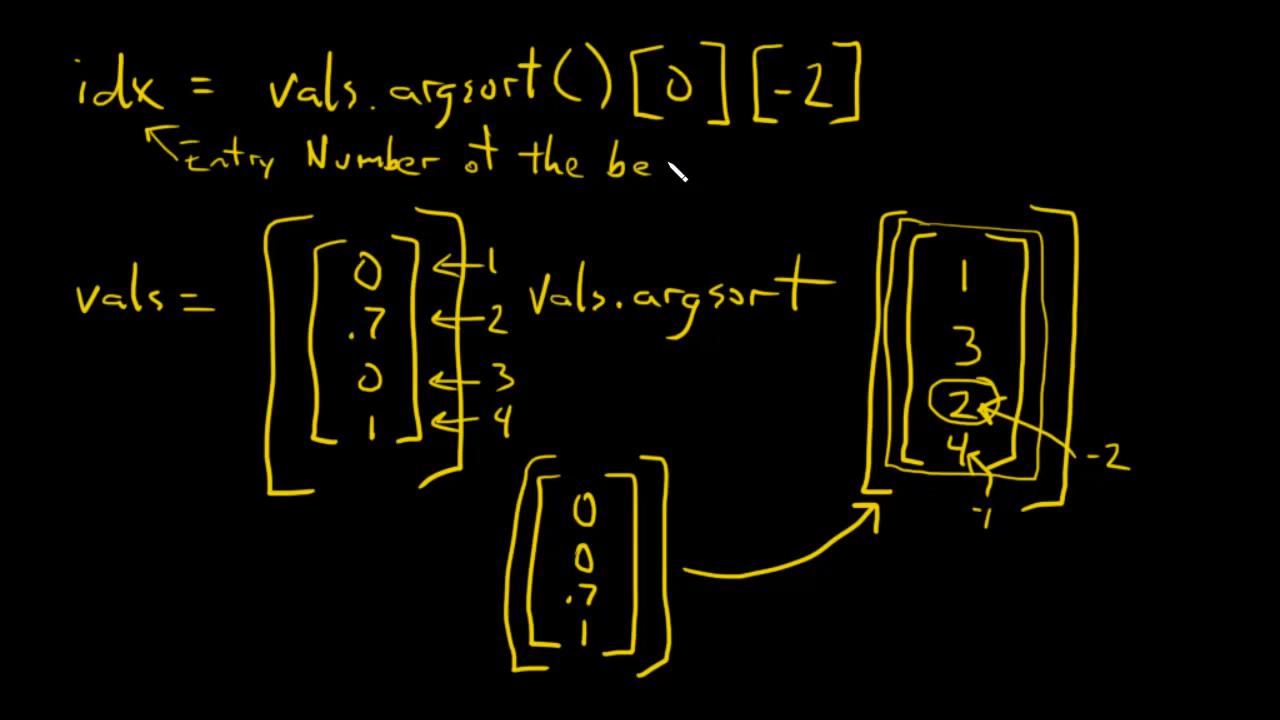 idx = vals.argsort()[0][-2]
Entry Number of the be
vals =
0 ← 1
.7 ← 2
0 ← 3
1 ← 4
vals.argsort
1
3
2 -2
4 -1
0
0
.7
1